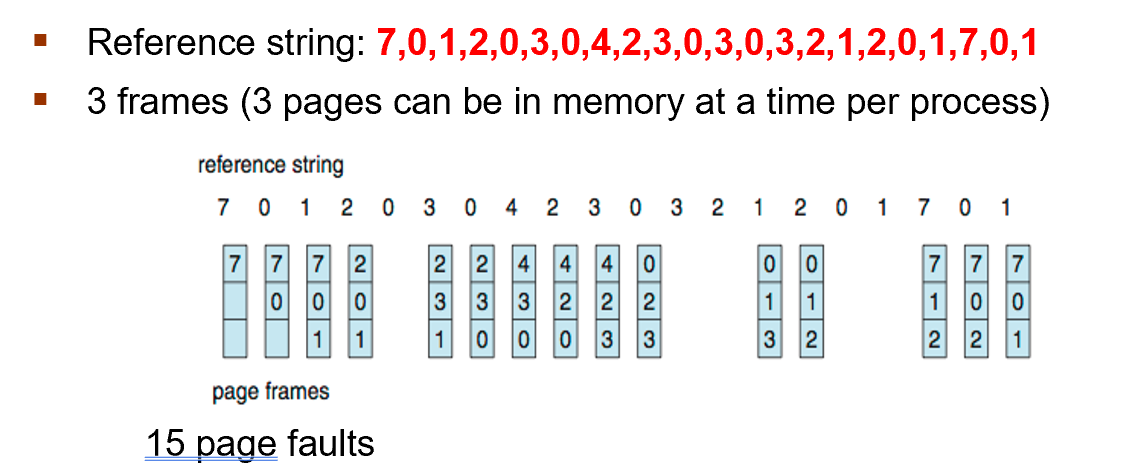 ▪ Reference string: 7,0,1,2,0,3,0,4,2,3,0,3,0,3,2,1,2,0,1,7,0,1
▪ 3 frames (3 pages can be in memory at a time per process)
reference string
7 0 1 2 0 3 0 4 2 3 0 3 2 1 2 0 1 7 0 1
7 7 7 2 2 2 4 4 4 0 0 0 7 7 7
0 0 0 3 3 3 2 2 2 1 1 1 0 0
1 1 1 0 0 0 3 3 3 2 2 2 1
page frames
15 page faults